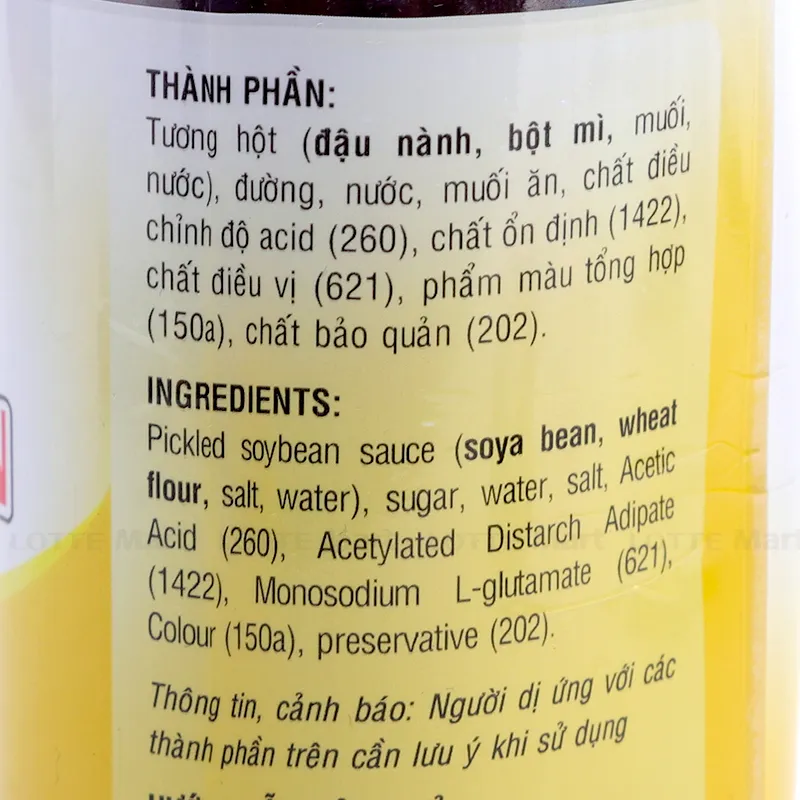 THÀNH PHẦN:
Tương hột (đậu nành, bột mì, muối,
nước), đường, nước, muối ăn, chất điều
chỉnh độ acid (260), chất ổn định (1422),
chất điều vị (621), phẩm màu tổng hợp
(150a), chất bảo quản (202).
INGREDIENTS:
Pickled soybean sauce (soya bean, wheat
flour, salt, water), sugar, water, salt, Acetic
Acid (260), Acetylated Distarch Adipate
(1422), Monosodium L-glutamate (621),
Colour (150a), preservative (202).
Thông tin, cảnh báo: Người dị ứng với các
thành phần trên cần lưu ý khi sử dụng
LOTTE Mart